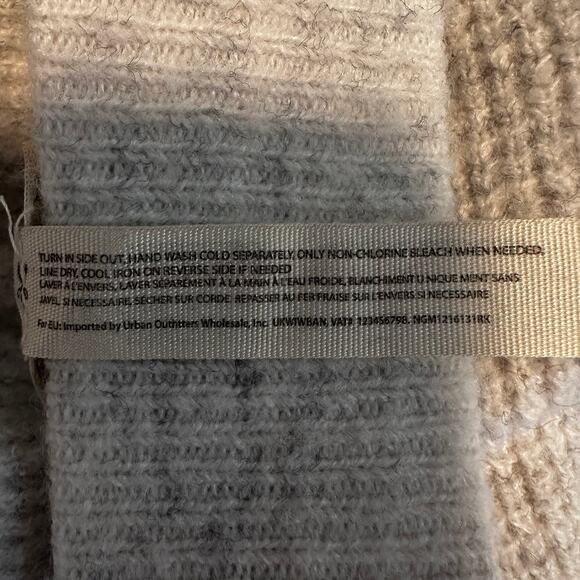 TURN IN SIDE OUT, HAND WASH COLD SEPARATELY, ONLY NON-CHLORINE BLEACH WHEN NEEDED,
LINE DRY, COOL IRON ON REVERSE SIDE IF NEEDED
LAVER À L'ENVERS, LAVER SÉPARÉMENT À LA MAIN À L'EAU FROIDE, BLANCHIMENT U NIQUE MENT SANS
JAVEL SI NECESSAIRE, SÉCHER SUR CORDE REPASSER AU FER FRAISE SUR L'ENVERS SI NÉCESSAIRE
For EU: Imported by Urban Outfitters Wholesale, Inc. UKWIWBAN, VAT# 123456798. NGM1216131RK